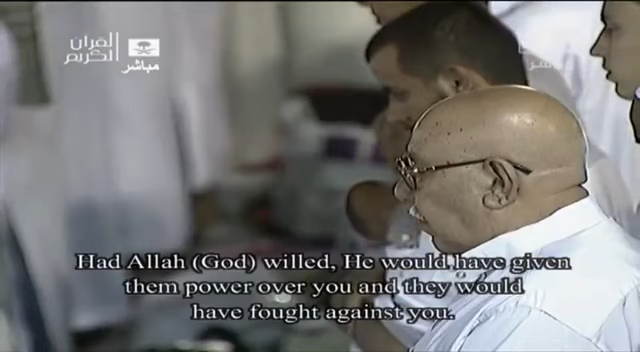 القرآن
الكريم
مباشر
Had Allah (God) willed, He would have given
them power over you and they would
have fought against you.